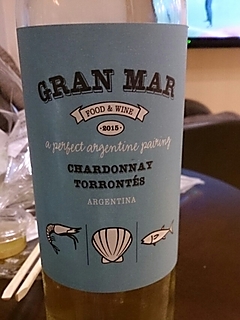 GRAN MAR
FOOD & WINE
·2015·
a perfect argentine pairing
CHARDONNAY
TORRONTÉS
ARGENTINA